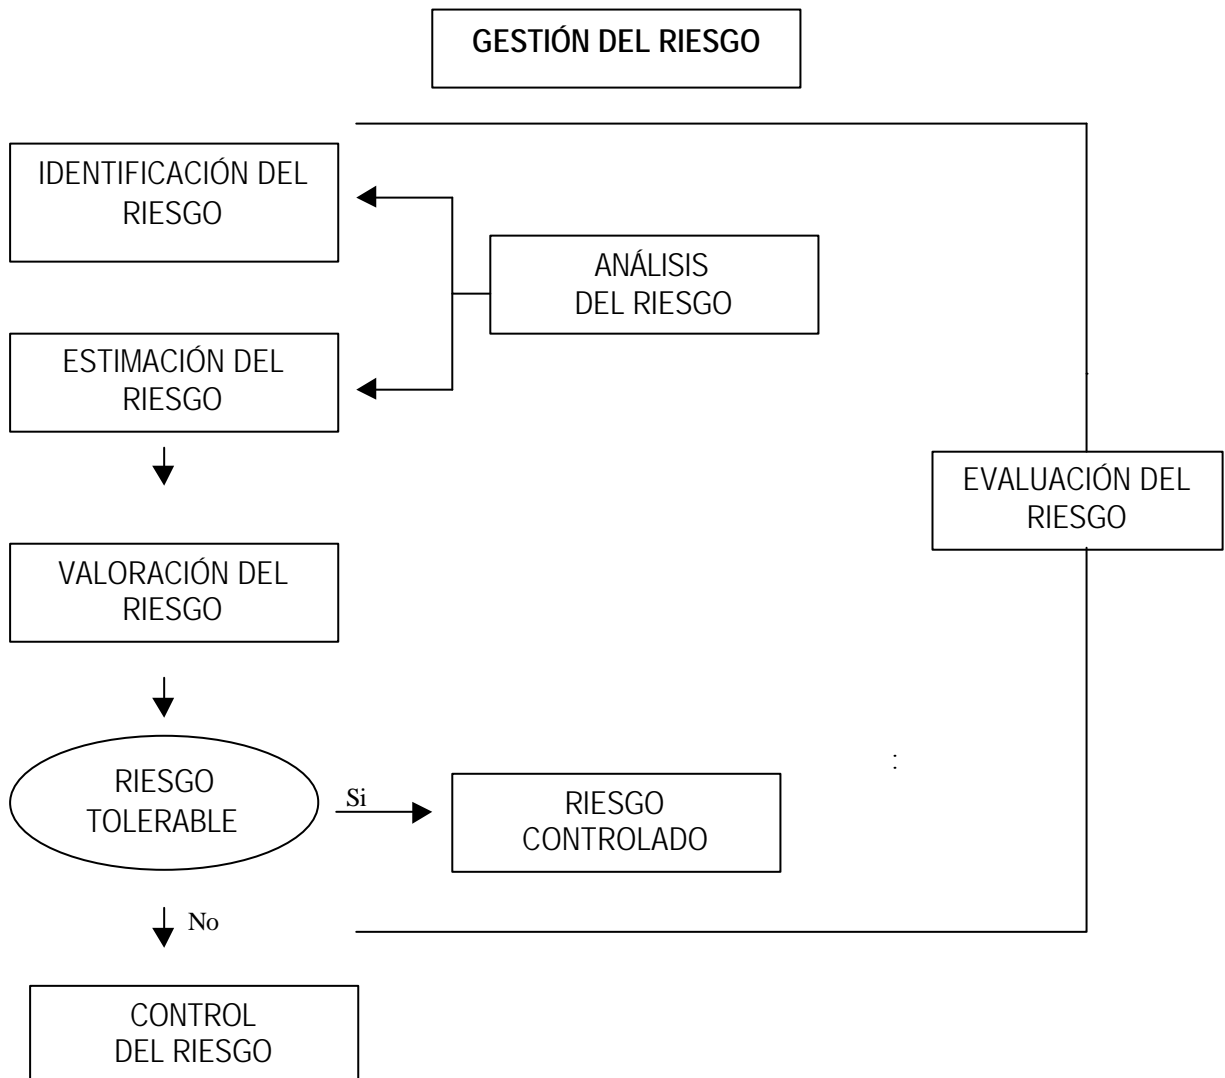 GESTIÓN DEL RIESGO
IDENTIFICACIÓN DEL
RIESGO
ANÁLISIS
DEL RIESGO
ESTIMACIÓN DEL
RIESGO
EVALUACIÓN DEL
RIESGO
VALORACIÓN DEL
RIESGO
RIESGO
TOLERABLE
Si
RIESGO
CONTROLADO
:
No
CONTROL
DEL RIESGO